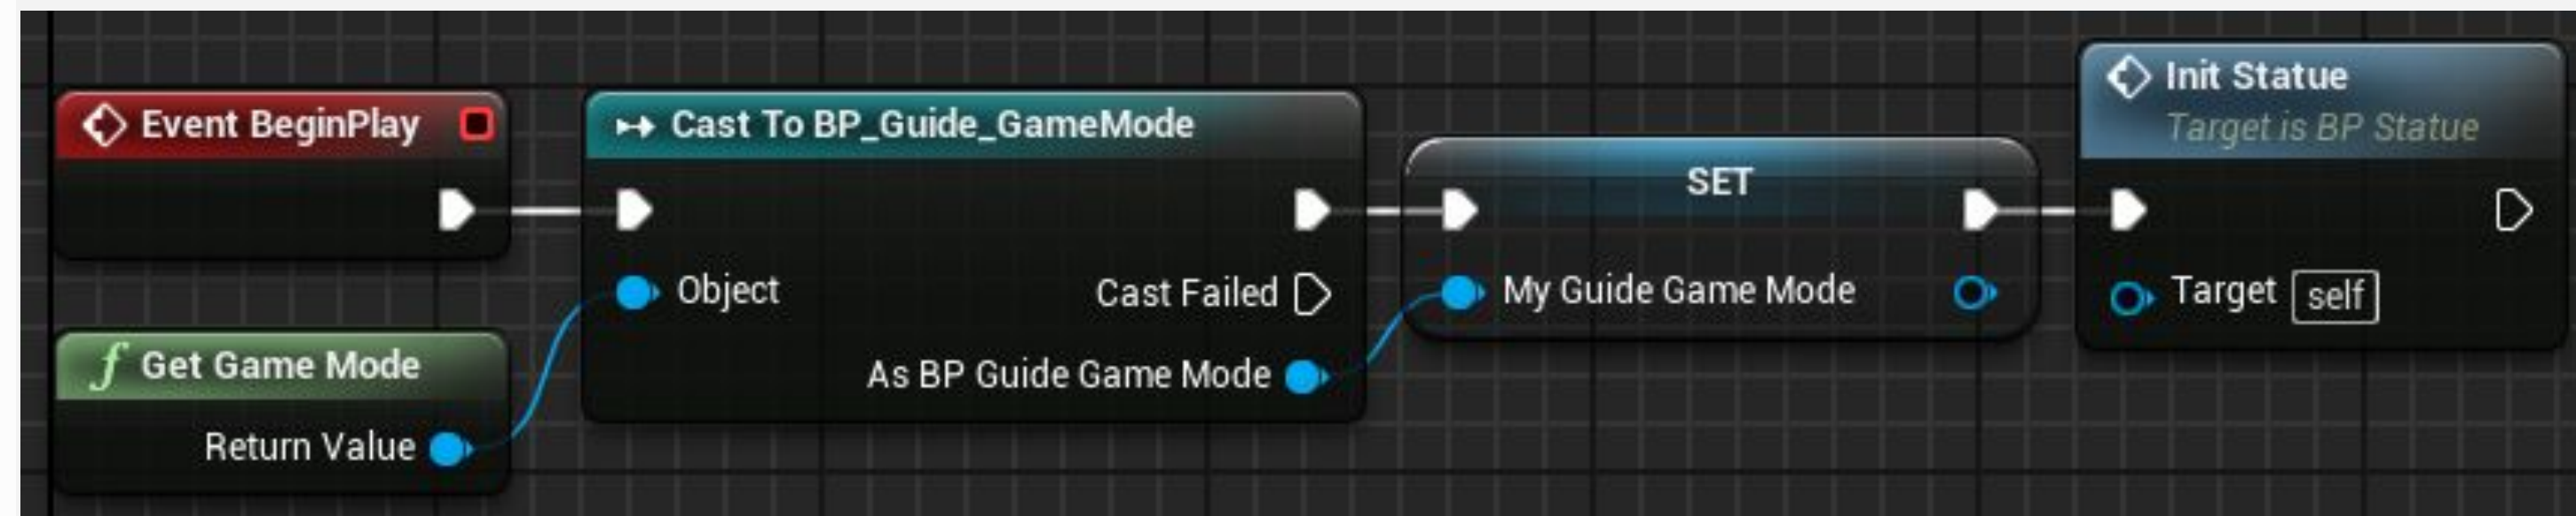 Event BeginPlay
Get Game Mode
Return Value
Cast To BP_Guide_GameMode
Object
Cast Failed
As BP Guide Game Mode
SET
My Guide Game Mode
Init Statue
Target is BP Statue
Target self